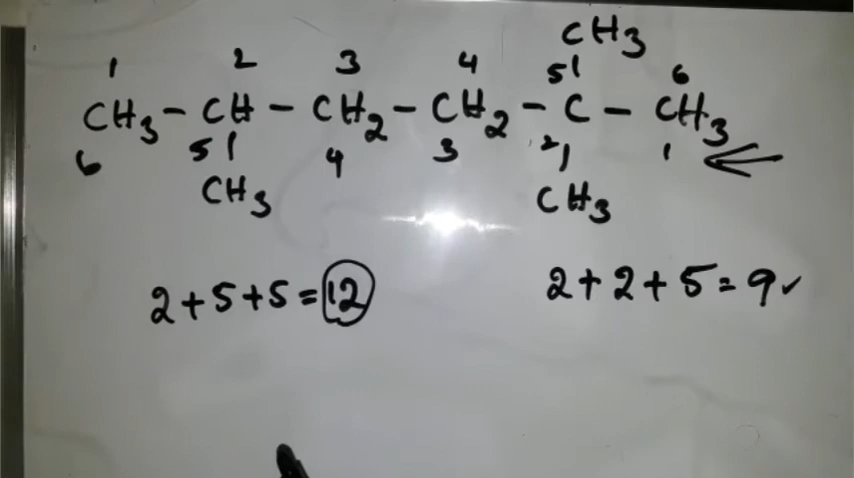 CH3
1 2 3 4 5 6
CH3 - CH - CH2 - CH2 - C - CH3
6 5 4 3 2 1
CH3 CH3
2+5+5=12 2+2+5=9✓